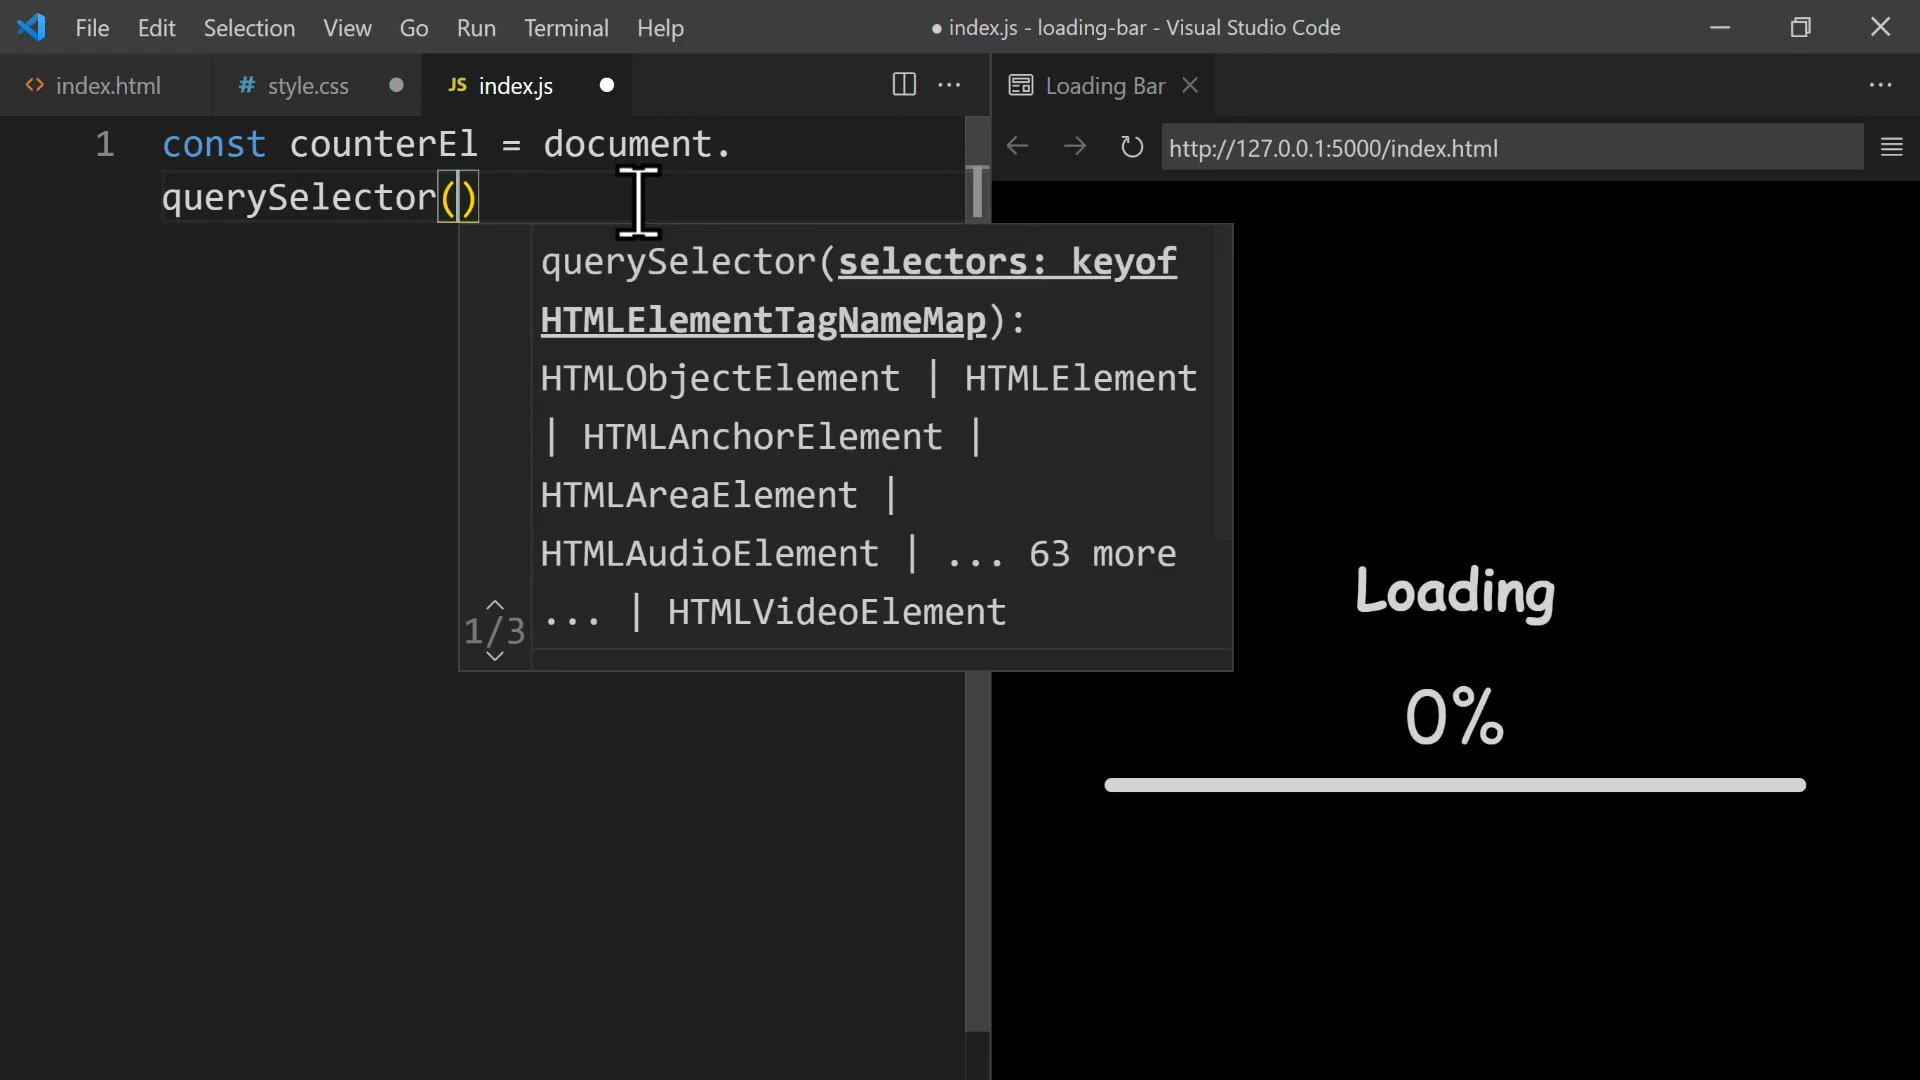 File Edit Selection View Go Run Terminal Help
● index.js - loading-bar - Visual Studio Code
<> index.html
# style.css ●
JS index.js ●
···
Loading Bar
···
1 const counterEl = document.
querySelector()
http://127.0.0.1:5000/index.html
querySelector(selectors: keyof
HTMLElementTagNameMap):
HTMLObjectElement | HTMLElement
| HTMLAnchorElement |
HTMLAreaElement |
HTMLAudioElement | ... 63 more
... | HTMLVideoElement
1/3
Loading
0%